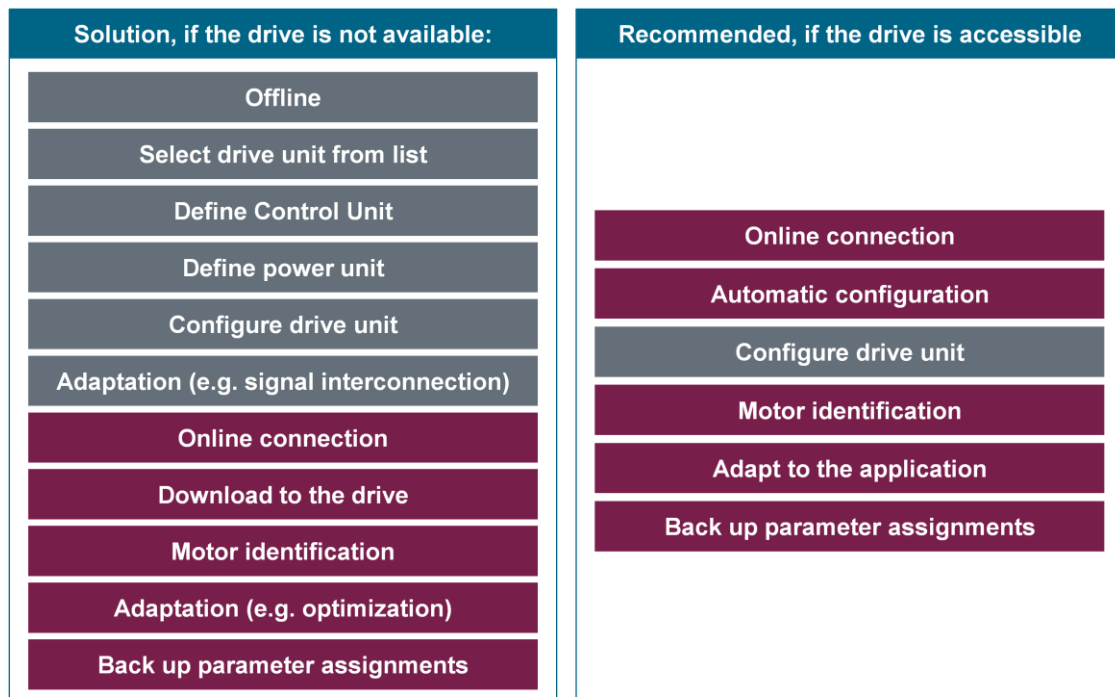 Solution, if the drive is not available:
Offline
Select drive unit from list
Define Control Unit
Define power unit
Configure drive unit
Adaptation (e.g. signal interconnection)
Online connection
Download to the drive
Motor identification
Adaptation (e.g. optimization)
Back up parameter assignments
Recommended, if the drive is accessible
Online connection
Automatic configuration
Configure drive unit
Motor identification
Adapt to the application
Back up parameter assignments